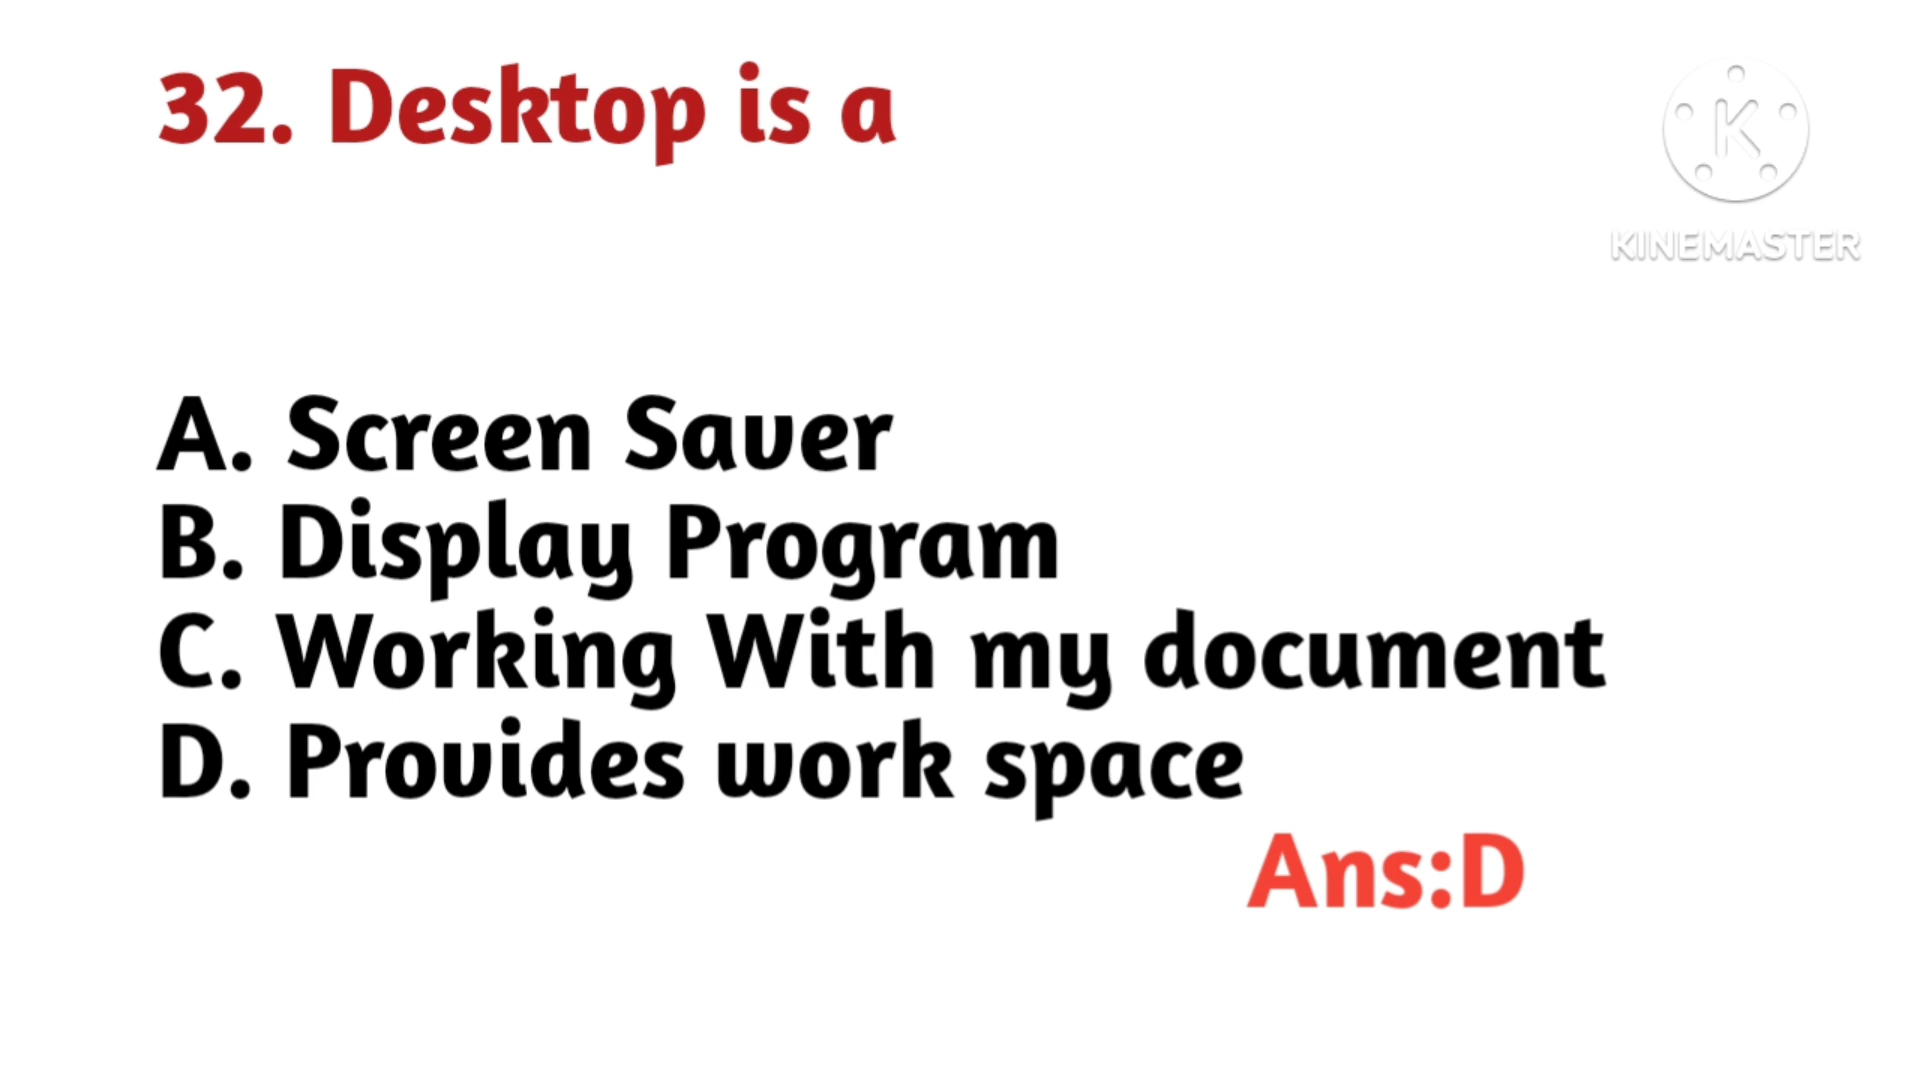 32. Desktop is a
K
KINEMASTER
A. Screen Saver
B. Display Program
C. Working With my document
D. Provides work space
Ans:D